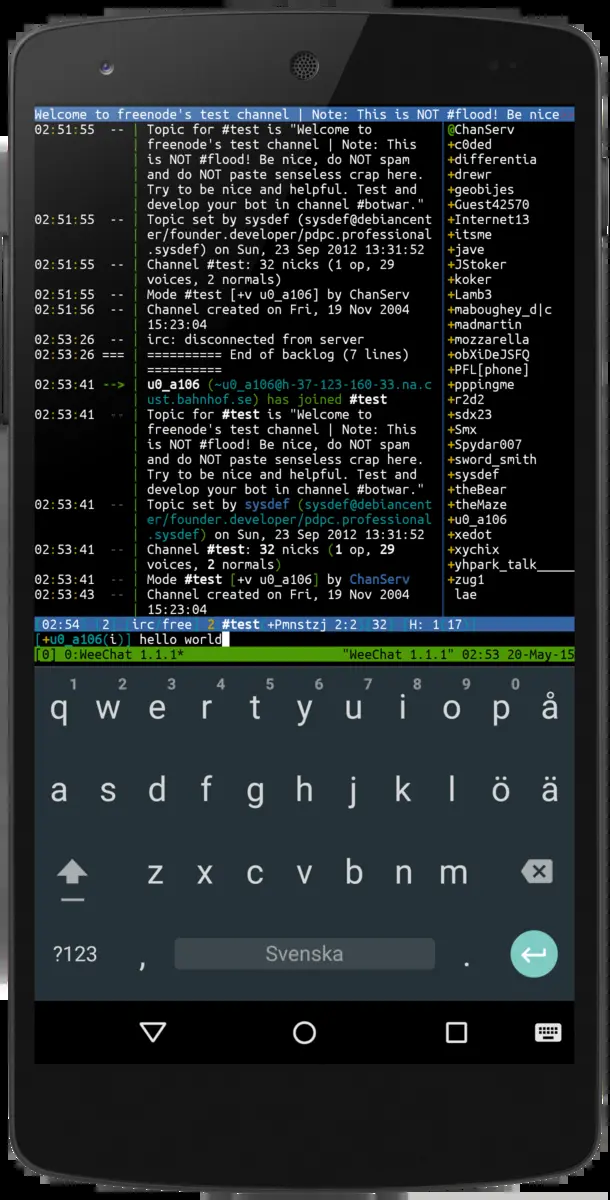 Welcome to freenode's test channel | Note: This is NOT #flood! Be nice
02:51:55 -- | Topic for #test is "Welcome to
freenode's test channel | Note: This
is NOT #flood! Be nice, do NOT spam
and do NOT paste senseless crap here.
Try to be nice and helpful. Test and
develop your bot in channel #botwar."
02:51:55 -- | Topic set by sysdef (sysdef@debiancent
er/founder.developer/pdpc.professional
.sysdef) on Sun, 23 Sep 2012 13:31:52
02:51:55 -- | Channel #test: 32 nicks (1 op, 29
voices, 2 normals)
02:51:55 -- | Mode #test [+v u0_a106] by ChanServ
02:51:56 -- | Channel created on Fri, 19 Nov 2004
15:23:04
02:53:26 -- | irc: disconnected from server
02:53:26 === | ========== End of backlog (7 lines)
==========
02:53:41 --> | u0_a106 (~u0_a106@h-37-123-160-33.na.c
ust.bahnhof.se) has joined #test
02:53:41 -- | Topic for #test is "Welcome to
freenode's test channel | Note: This
is NOT #flood! Be nice, do NOT spam
and do NOT paste senseless crap here.
Try to be nice and helpful. Test and
develop your bot in channel #botwar."
02:53:41 -- | Topic set by sysdef (sysdef@debiancent
er/founder.developer/pdpc.professional
.sysdef) on Sun, 23 Sep 2012 13:31:52
02:53:41 -- | Channel #test: 32 nicks (1 op, 29
voices, 2 normals)
02:53:41 -- | Mode #test [+v u0_a106] by ChanServ
02:53:43 -- | Channel created on Fri, 19 Nov 2004
15:23:04
@ChanServ
+c0ded
+differentia
+drewr
+geobijes
+Guest42570
+Internet13
+itsme
+jave
+JStoker
+koker
+Lamb3
+maboughey_d|c
+madmartin
+mozzarella
+obXiDeJSFQ
+PFL[phone]
+pppingme
+r2d2
+sdx23
+Smx
+Spydar007
+sword_smith
+sysdef
+theBear
+theMaze
+u0_a106
+xedot
+xychix
+yhpark_talk_____
+zug1
lae
[02:54] [2] [irc/free] 2:#test(+Pmnstzj 2:2){32} [H: 1:17]
[+u0_a106(i)] hello world
[0] 0:WeeChat 1.1.1* "WeeChat 1.1.1" 02:53 20-May-15
1 2 3 4 5 6 7 8 9 0
q w e r t y u i o p å
a s d f g h j k l ö ä
z x c v b n m
?123 , Svenska .